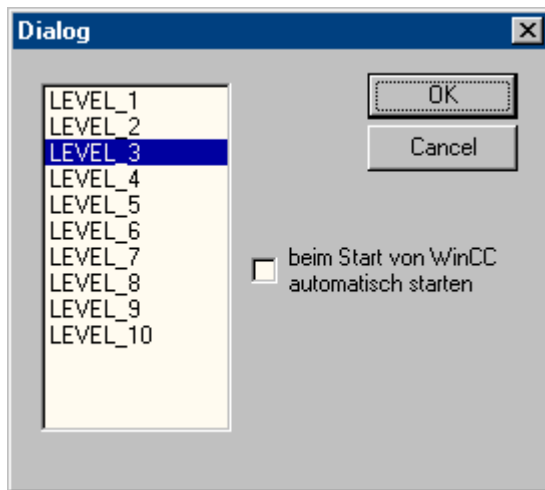 Dialog
LEVEL_1
LEVEL_2
LEVEL_3
LEVEL_4
LEVEL_5
LEVEL_6
LEVEL_7
LEVEL_8
LEVEL_9
LEVEL_10
OK
Cancel
beim Start von WinCC
automatisch starten